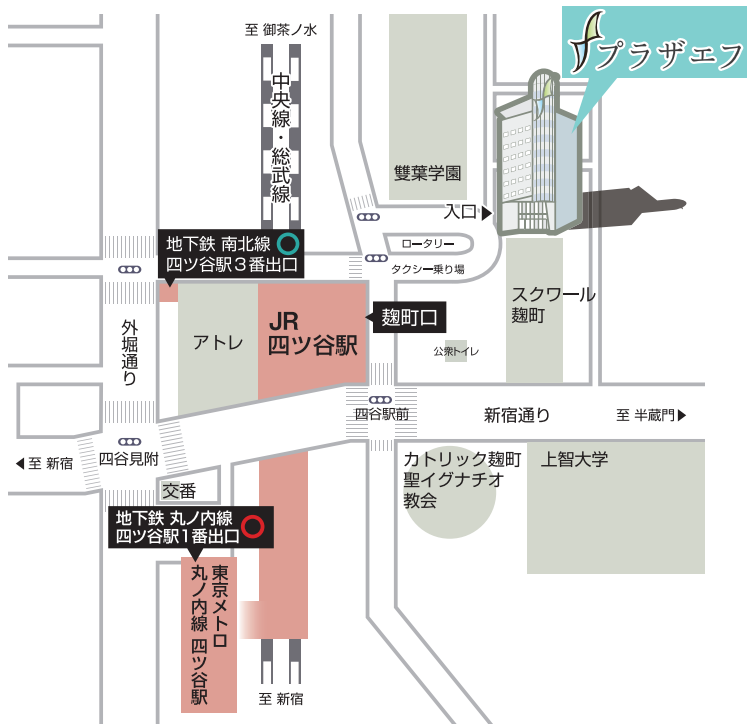 至 御茶ノ水
プラザエフ
中央線・総武線
雙葉学園
入口▶
ロータリー
タクシー乗り場
地下鉄 南北線
四ツ谷駅3番出口
外堀通り
アトレ
JR
四ツ谷駅
麹町口
スクワール
麹町
公衆トイレ
四谷駅前
新宿通り
至 半蔵門▶
◀至 新宿
四谷見附
カトリック麹町
聖イグナチオ
教会
上智大学
交番
地下鉄 丸ノ内線
四ツ谷駅1番出口
東京メトロ
丸ノ内線 四ツ谷駅
至 新宿